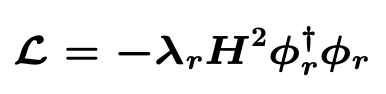 𝓛 = −λ_r H² ϕ_r^† ϕ_r